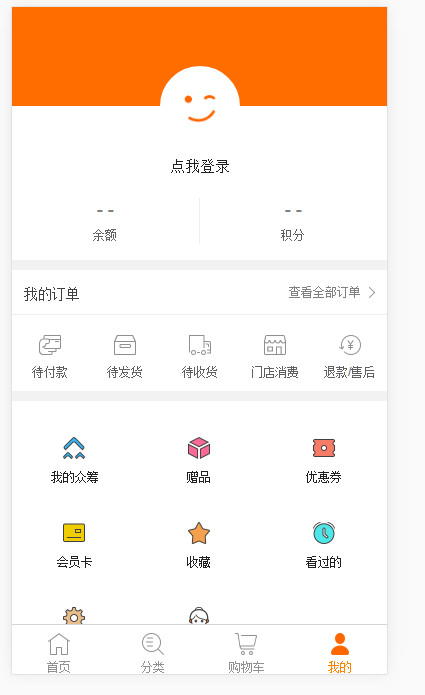 点我登录
-- --
余额 积分
我的订单 查看全部订单
待付款 待发货 待收货 门店消费 退款/售后
我的众筹 赠品 优惠券
会员卡 收藏 看过的
首页 分类 购物车 我的